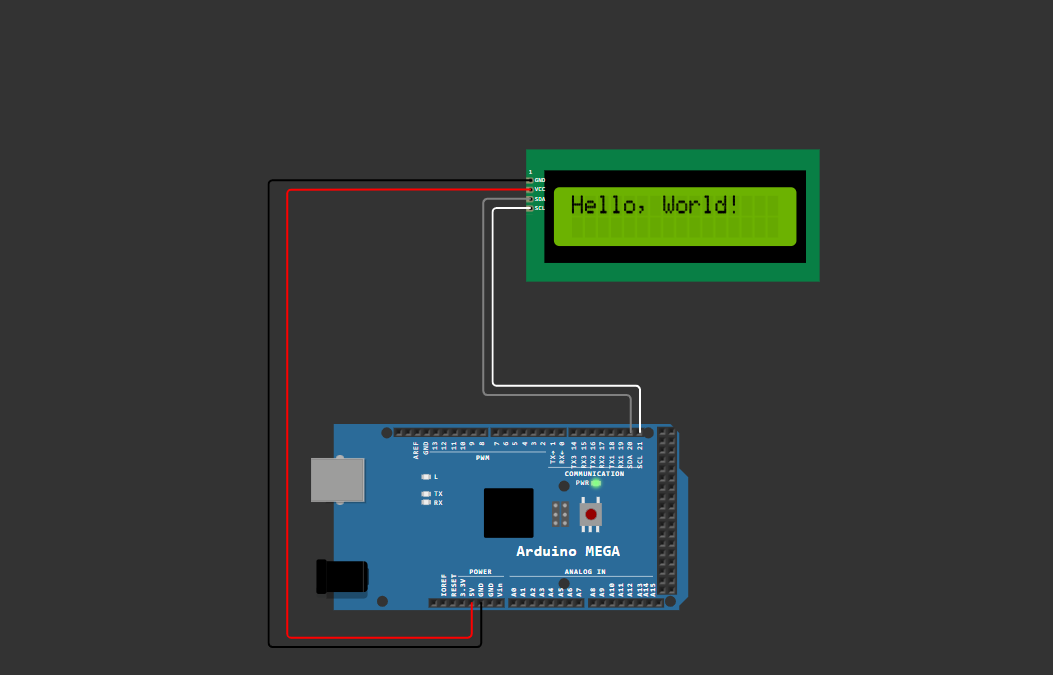 1
GND
VCC
SDA
SCL
Hello, World!
AREF
GND
13
12
11
10
9
8
7
6
5
4
3
2
TX→ 1
RX← 0
TX3 14
RX3 15
TX2 16
RX2 17
TX1 18
RX1 19
SDA 20
SCL 21
PWM
COMMUNICATION
PWR
L
TX
RX
Arduino MEGA
POWER
ANALOG IN
IOREF
RESET
3.3V
5V
GND
GND
Vin
A0
A1
A2
A3
A4
A5
A6
A7
A8
A9
A10
A11
A12
A13
A14
A15